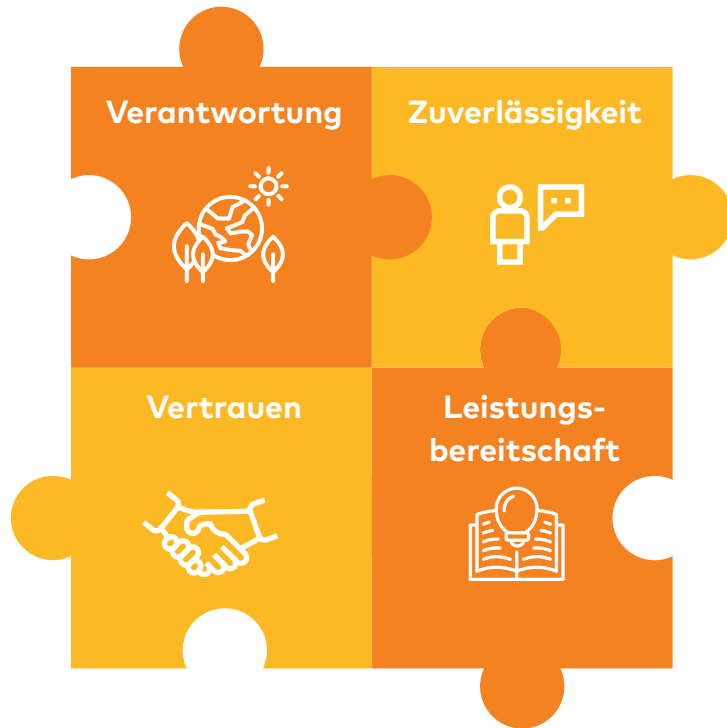 Verantwortung
Zuverlässigkeit
Vertrauen
Leistungs-
bereitschaft